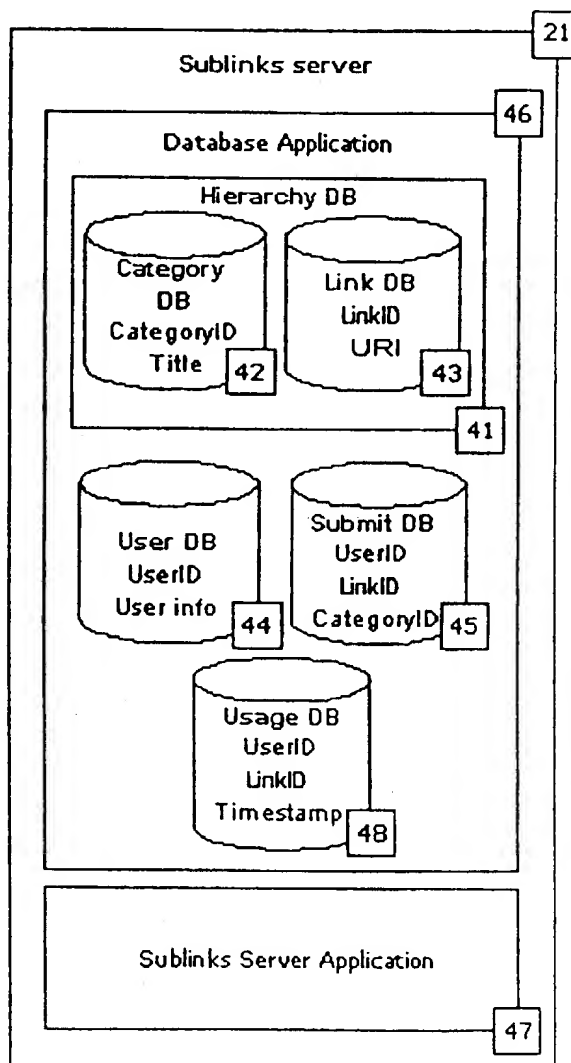 21
Sublinks server
46
Database Application
Hierarchy DB
Category
DB
CategoryID
Title
42
Link DB
LinkID
URI
43
41
User DB
UserID
User info
44
Submit DB
UserID
LinkID
CategoryID
45
Usage DB
UserID
LinkID
Timestamp
48
Sublinks Server Application
47